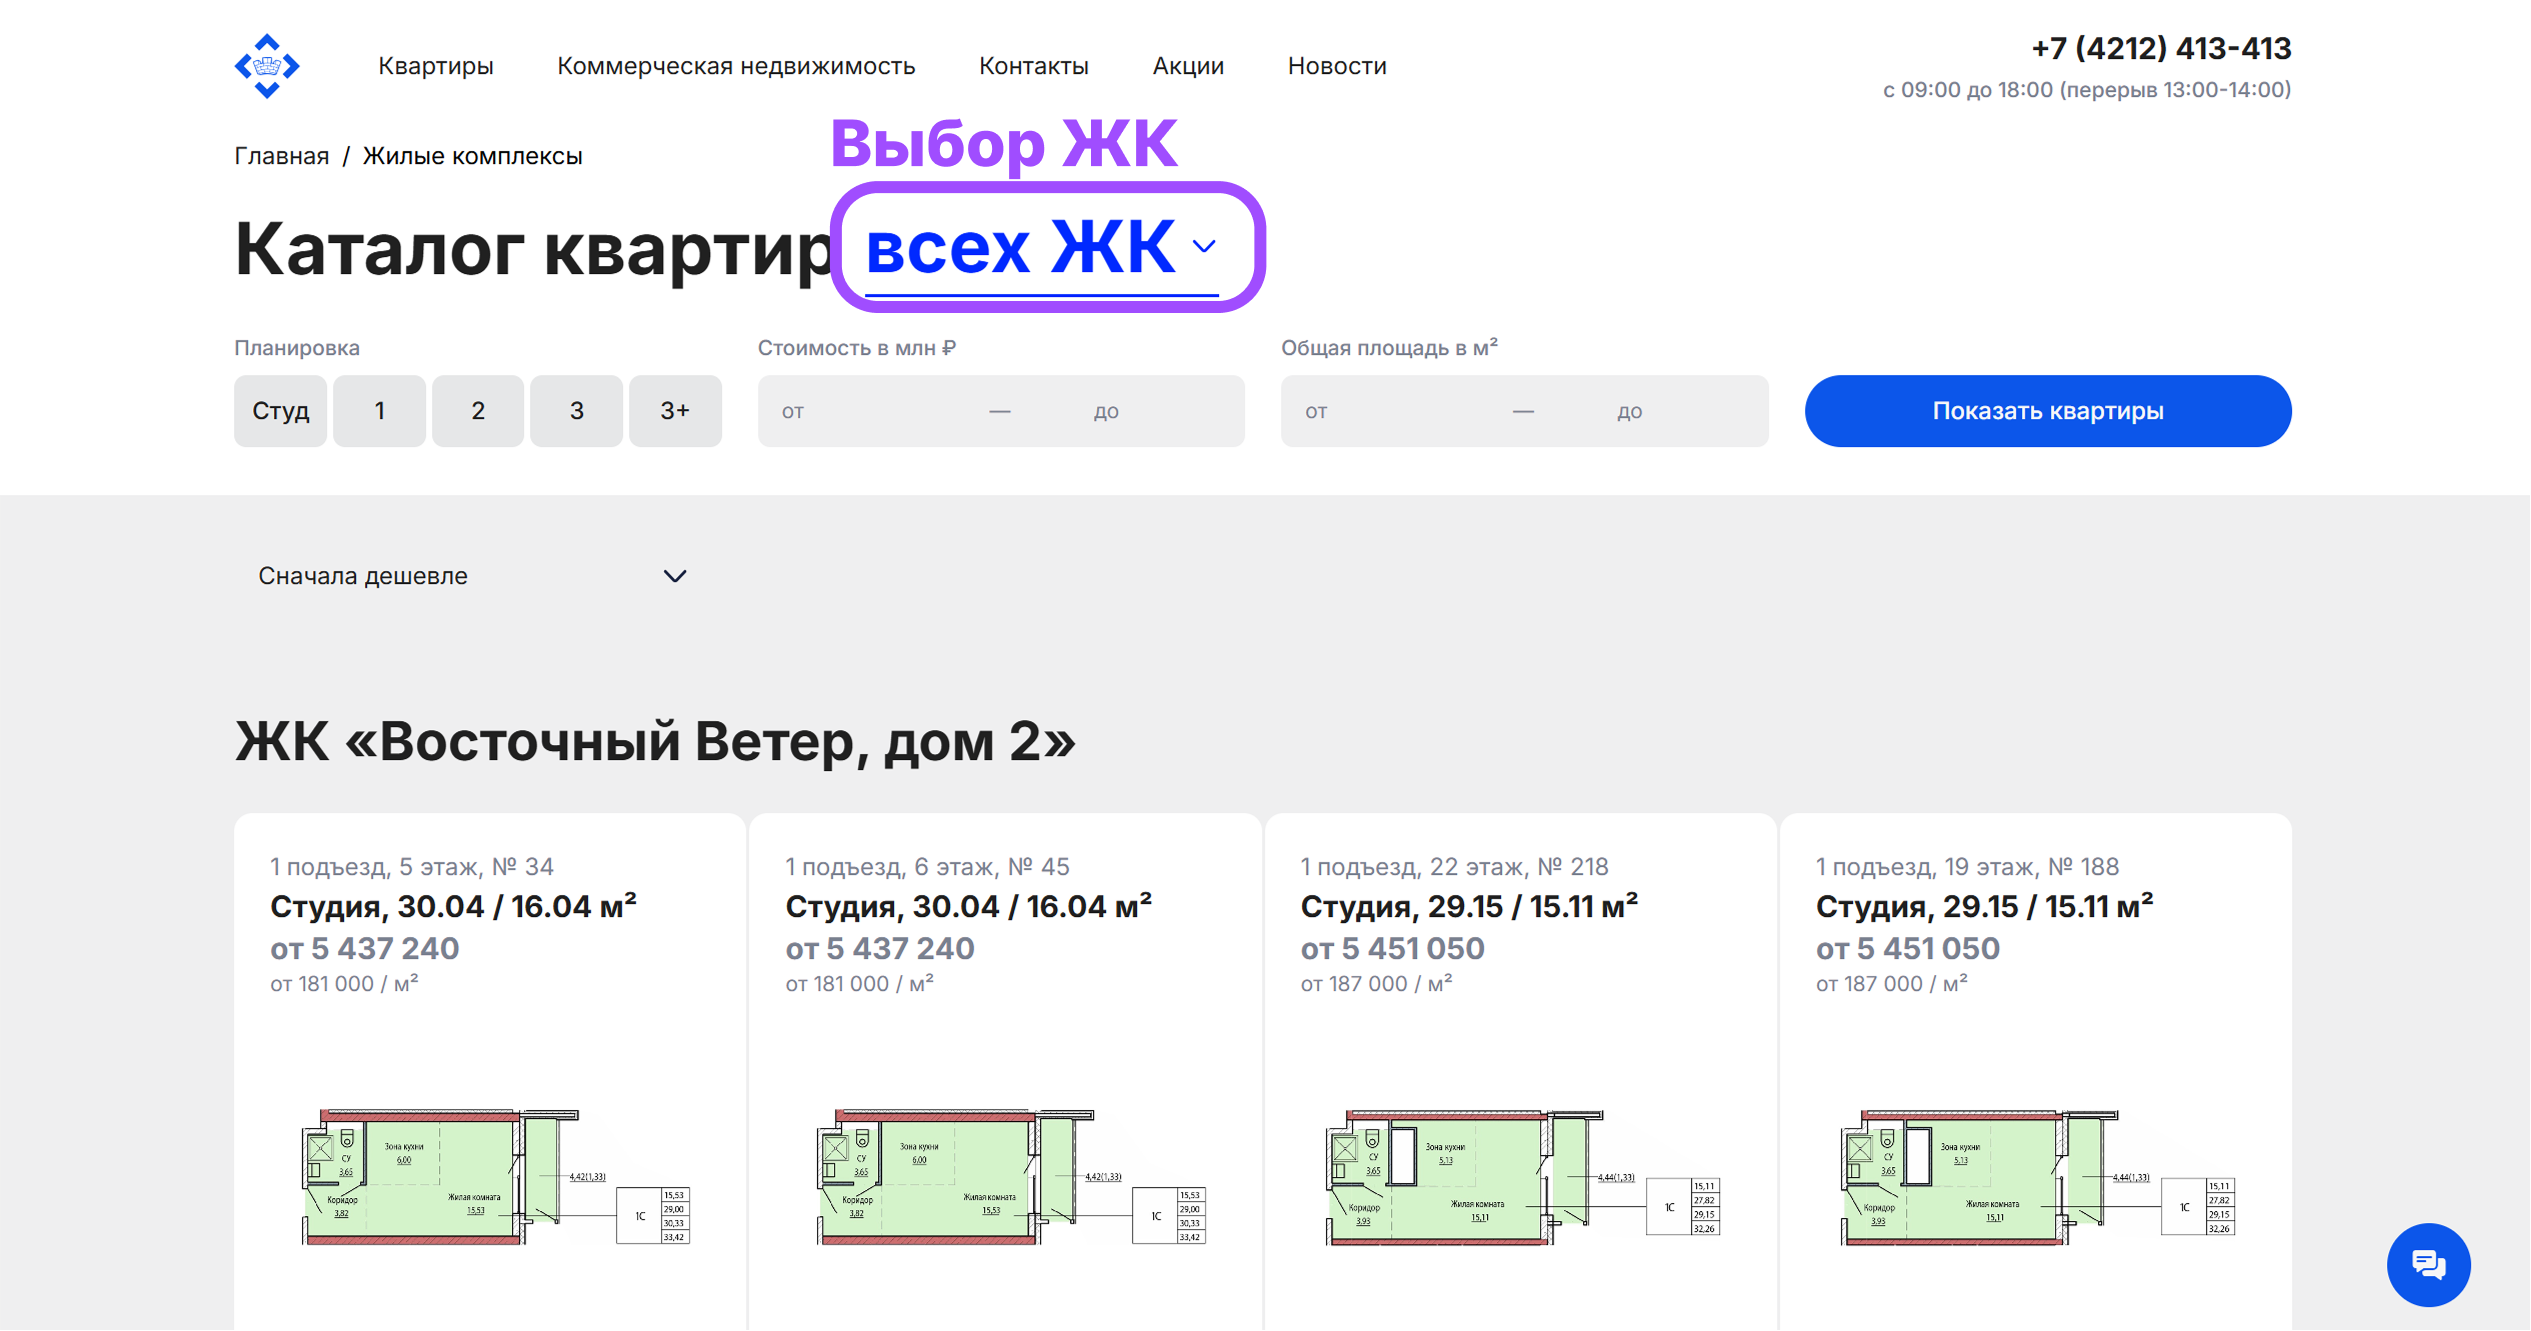 Квартиры
Коммерческая недвижимость
Контакты
Акции
Новости
+7 (4212) 413-413
с 09:00 до 18:00 (перерыв 13:00-14:00)
Главная / Жилые комплексы
Выбор ЖК
Каталог квартир всех ЖК
Планировка
Стоимость в млн ₽
Общая площадь в м²
Студ
1
2
3
3+
от — до
от — до
Показать квартиры
Сначала дешевле
ЖК «Восточный Ветер, дом 2»
1 подъезд, 5 этаж, № 34
Студия, 30.04 / 16.04 м²
от 5 437 240
от 181 000 / м²
Зона кухни
6,00
СУ
3,65
Коридор
3,82
Жилая комната
15,53
4,42(1,33)
1С
15,53
29,00
30,33
33,42
1 подъезд, 6 этаж, № 45
Студия, 30.04 / 16.04 м²
от 5 437 240
от 181 000 / м²
Зона кухни
6,00
СУ
3,65
Коридор
3,82
Жилая комната
15,53
4,42(1,33)
1С
15,53
29,00
30,33
33,42
1 подъезд, 22 этаж, № 218
Студия, 29.15 / 15.11 м²
от 5 451 050
от 187 000 / м²
Зона кухни
5,13
СУ
3,65
Коридор
3,93
Жилая комната
15,11
4,44(1,33)
1С
15,11
27,82
29,15
32,26
1 подъезд, 19 этаж, № 188
Студия, 29.15 / 15.11 м²
от 5 451 050
от 187 000 / м²
Зона кухни
5,13
СУ
3,65
Коридор
3,93
Жилая комната
15,11
4,44(1,33)
1С
15,11
27,82
29,15
32,26